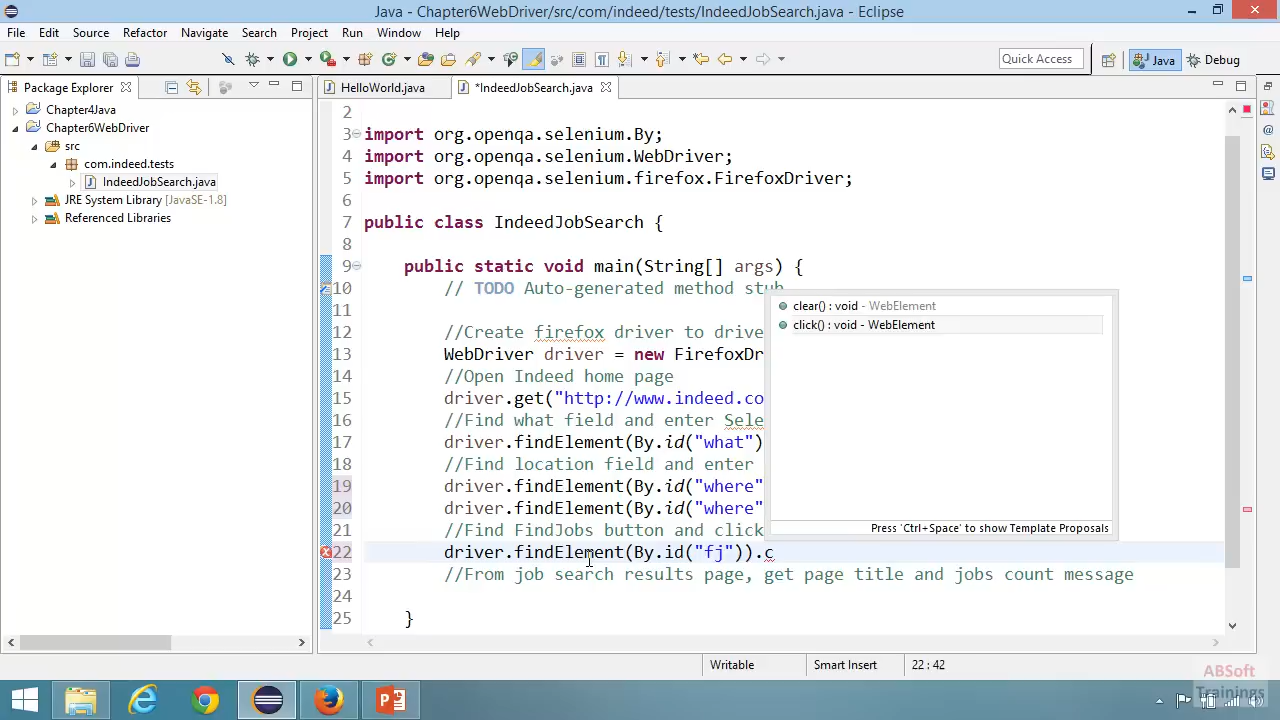 Java - Chapter6WebDriver/src/com/indeed/tests/IndeedJobSearch.java - Eclipse
File Edit Source Refactor Navigate Search Project Run Window Help
Quick Access Java Debug
Package Explorer
HelloWorld.java *IndeedJobSearch.java
Chapter4Java
Chapter6WebDriver
src
com.indeed.tests
IndeedJobSearch.java
JRE System Library [JavaSE-1.8]
Referenced Libraries
2
3 import org.openqa.selenium.By;
4 import org.openqa.selenium.WebDriver;
5 import org.openqa.selenium.firefox.FirefoxDriver;
6
7 public class IndeedJobSearch {
8
9 public static void main(String[] args) {
10 // TODO Auto-generated method stub
11
12 //Create firefox driver to drive
13 WebDriver driver = new FirefoxDr
14 //Open Indeed home page
15 driver.get("http://www.indeed.co
16 //Find what field and enter Sele
17 driver.findElement(By.id("what")
18 //Find location field and enter
19 driver.findElement(By.id("where"
20 driver.findElement(By.id("where"
21 //Find FindJobs button and click
22 driver.findElement(By.id("fj")).c
23 //From job search results page, get page title and jobs count message
24
25 }
clear() : void - WebElement
click() : void - WebElement
Press 'Ctrl+Space' to show Template Proposals
Writable Smart Insert 22 : 42
ABSoft
Trainings